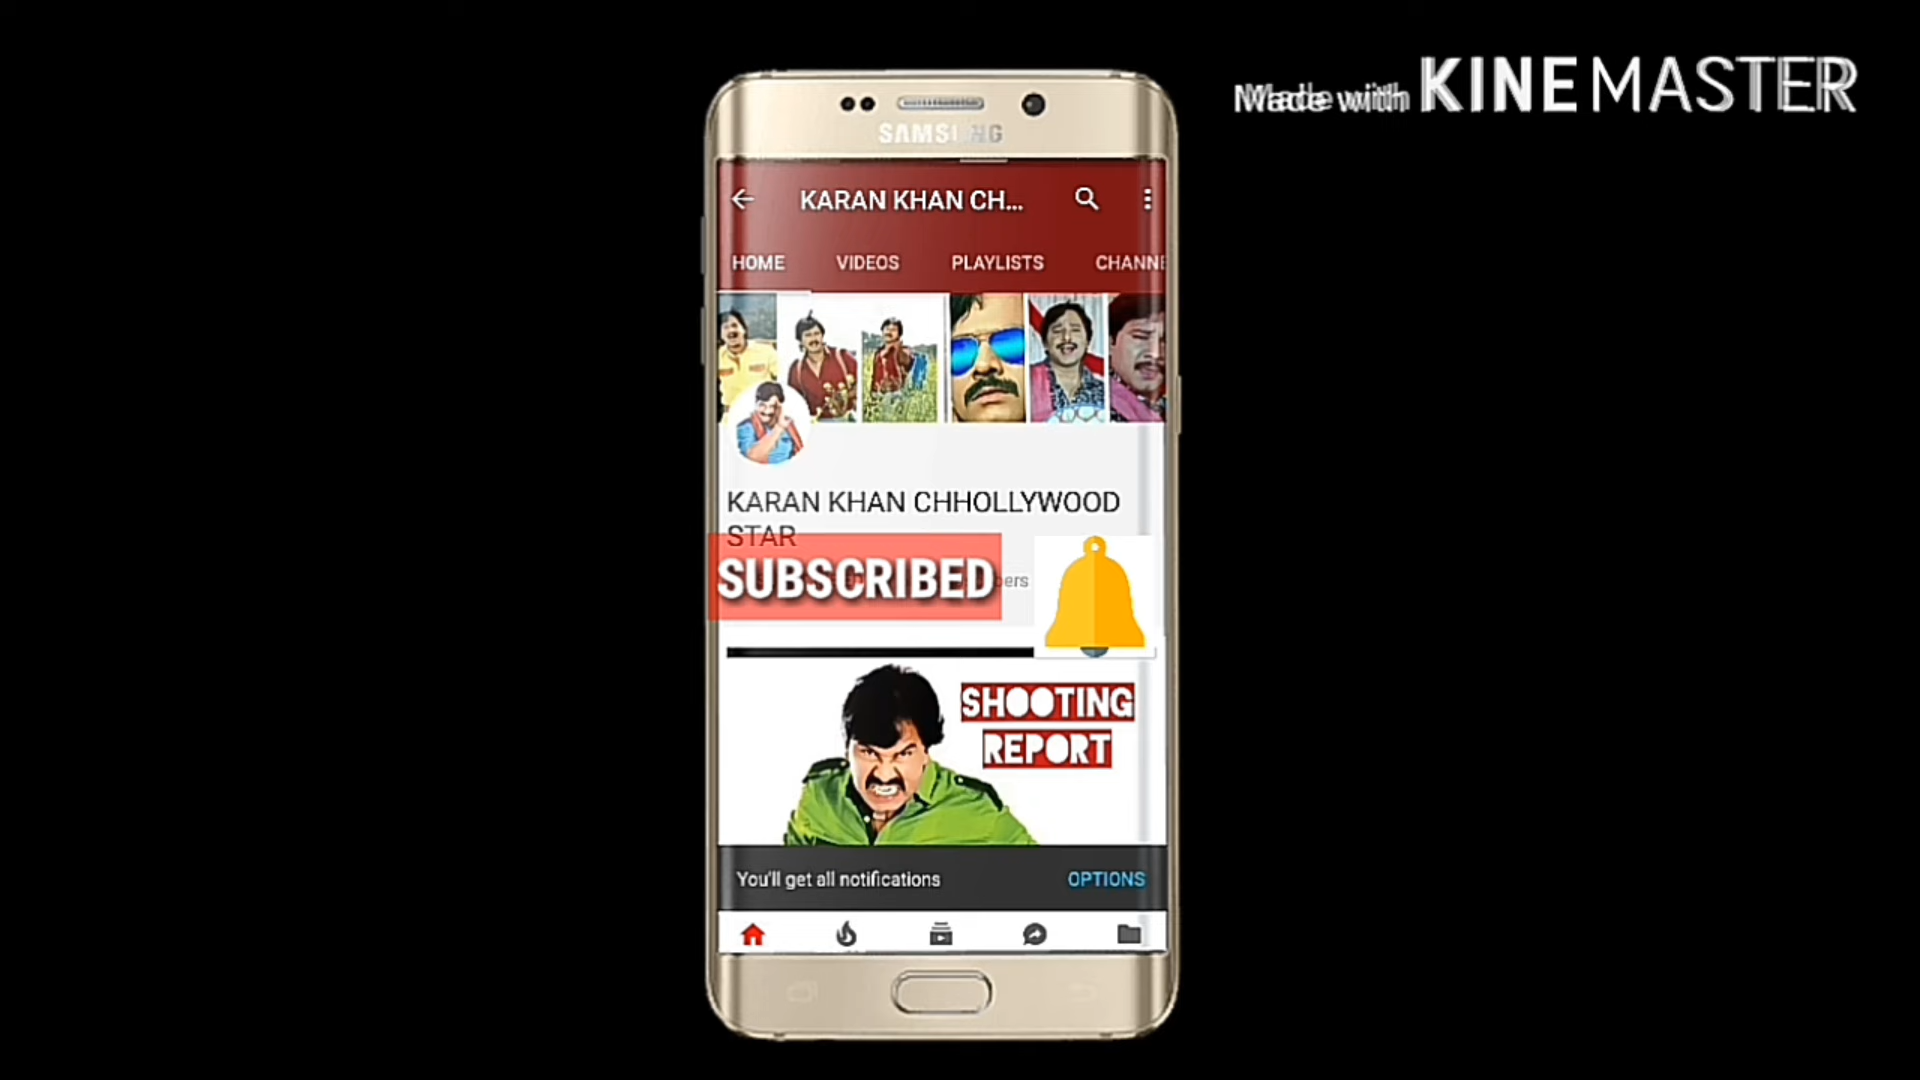 Made with KINEMASTER
SAMSUNG
KARAN KHAN CH...
HOME VIDEOS PLAYLISTS CHANNE
KARAN KHAN CHHOLLYWOOD
STAR
SUBSCRIBED
bers
SHOOTING
REPORT
You'll get all notifications OPTIONS